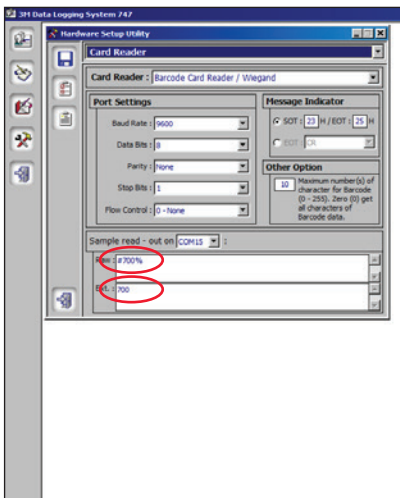 3M Data Logging System 747
Hardware Setup Utility
Card Reader
Card Reader : Barcode Card Reader / Wiegand
Port Settings
Baud Rate : 9600
Data Bits : 8
Parity : None
Stop Bits : 1
Flow Control : 0 - None
Message Indicator
SOT : 23 H / EOT : 25 H
EOT : CR
Other Option
10 Maximum number(s) of
character for Barcode
(0 - 255). Zero (0) get
all characters of
Barcode data.
Sample read - out on COM15 :
Raw : #700%
Ext. : 700